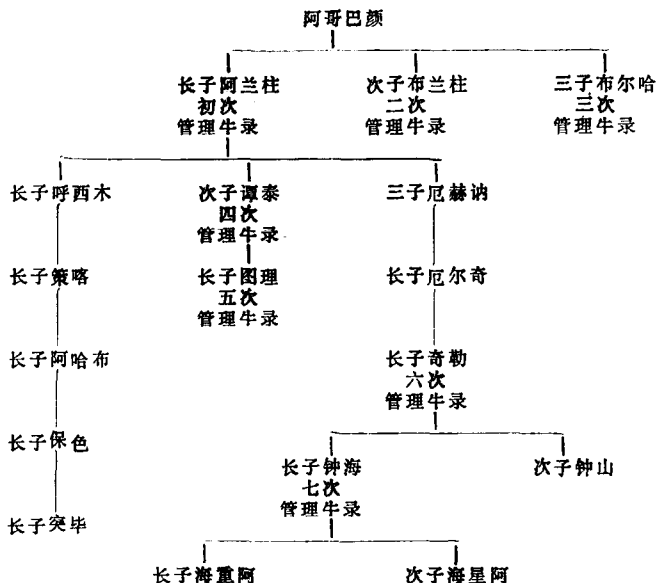 阿哥巴颜
长子阿兰柱 次子布兰柱 三子布尔哈
初次 二次 三次
管理牛录 管理牛录 管理牛录
长子呼西木 次子谭泰 三子厄赫讷
四次
管理牛录
长子策喀 长子图理 长子厄尔奇
五次
管理牛录
长子阿哈布 长子奇勒
六次
管理牛录
长子保色 长子钟海 次子钟山
七次
管理牛录
长子突毕
长子海重阿 次子海星阿